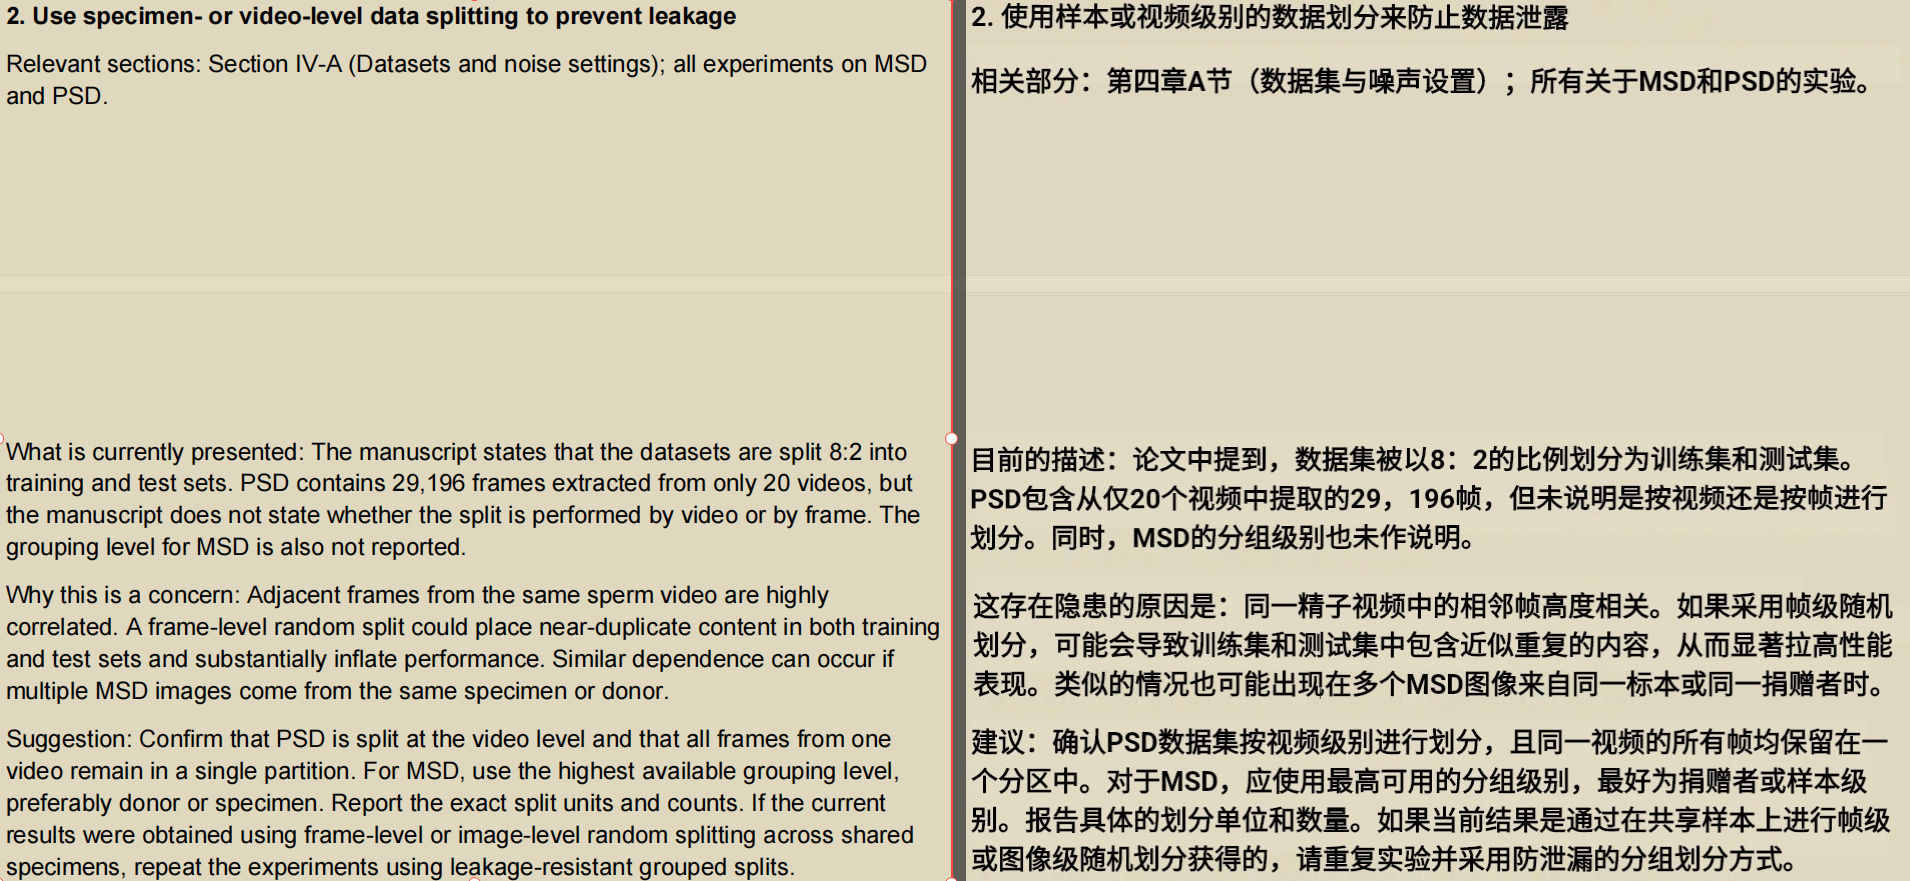 2. Use specimen- or video-level data splitting to prevent leakage
Relevant sections: Section IV-A (Datasets and noise settings); all experiments on MSD
and PSD.
What is currently presented: The manuscript states that the datasets are split 8:2 into
training and test sets. PSD contains 29,196 frames extracted from only 20 videos, but
the manuscript does not state whether the split is performed by video or by frame. The
grouping level for MSD is also not reported.
Why this is a concern: Adjacent frames from the same sperm video are highly
correlated. A frame-level random split could place near-duplicate content in both training
and test sets and substantially inflate performance. Similar dependence can occur if
multiple MSD images come from the same specimen or donor.
Suggestion: Confirm that PSD is split at the video level and that all frames from one
video remain in a single partition. For MSD, use the highest available grouping level,
preferably donor or specimen. Report the exact split units and counts. If the current
results were obtained using frame-level or image-level random splitting across shared
specimens, repeat the experiments using leakage-resistant grouped splits.
2. 使用样本或视频级别的数据划分来防止数据泄露
相关部分：第四章A节（数据集与噪声设置）；所有关于MSD和PSD的实验。
目前的描述：论文中提到，数据集被以8：2的比例划分为训练集和测试集。
PSD包含从仅20个视频中提取的29，196帧，但未说明是按视频还是按帧进行
划分。同时，MSD的分组级别也未作说明。
这存在隐患的原因是：同一精子视频中的相邻帧高度相关。如果采用帧级随机
划分，可能会导致训练集和测试集中包含近似重复的内容，从而显著拉高性能
表现。类似的情况也可能出现在多个MSD图像来自同一标本或同一捐赠者时。
建议：确认PSD数据集按视频级别进行划分，且同一视频的所有帧均保留在一
个分区中。对于MSD，应使用最高可用的分组级别，最好为捐赠者或样本级
别。报告具体的划分单位和数量。如果当前结果是通过在共享样本上进行帧级
或图像级随机划分获得的，请重复实验并采用防泄漏的分组划分方式。